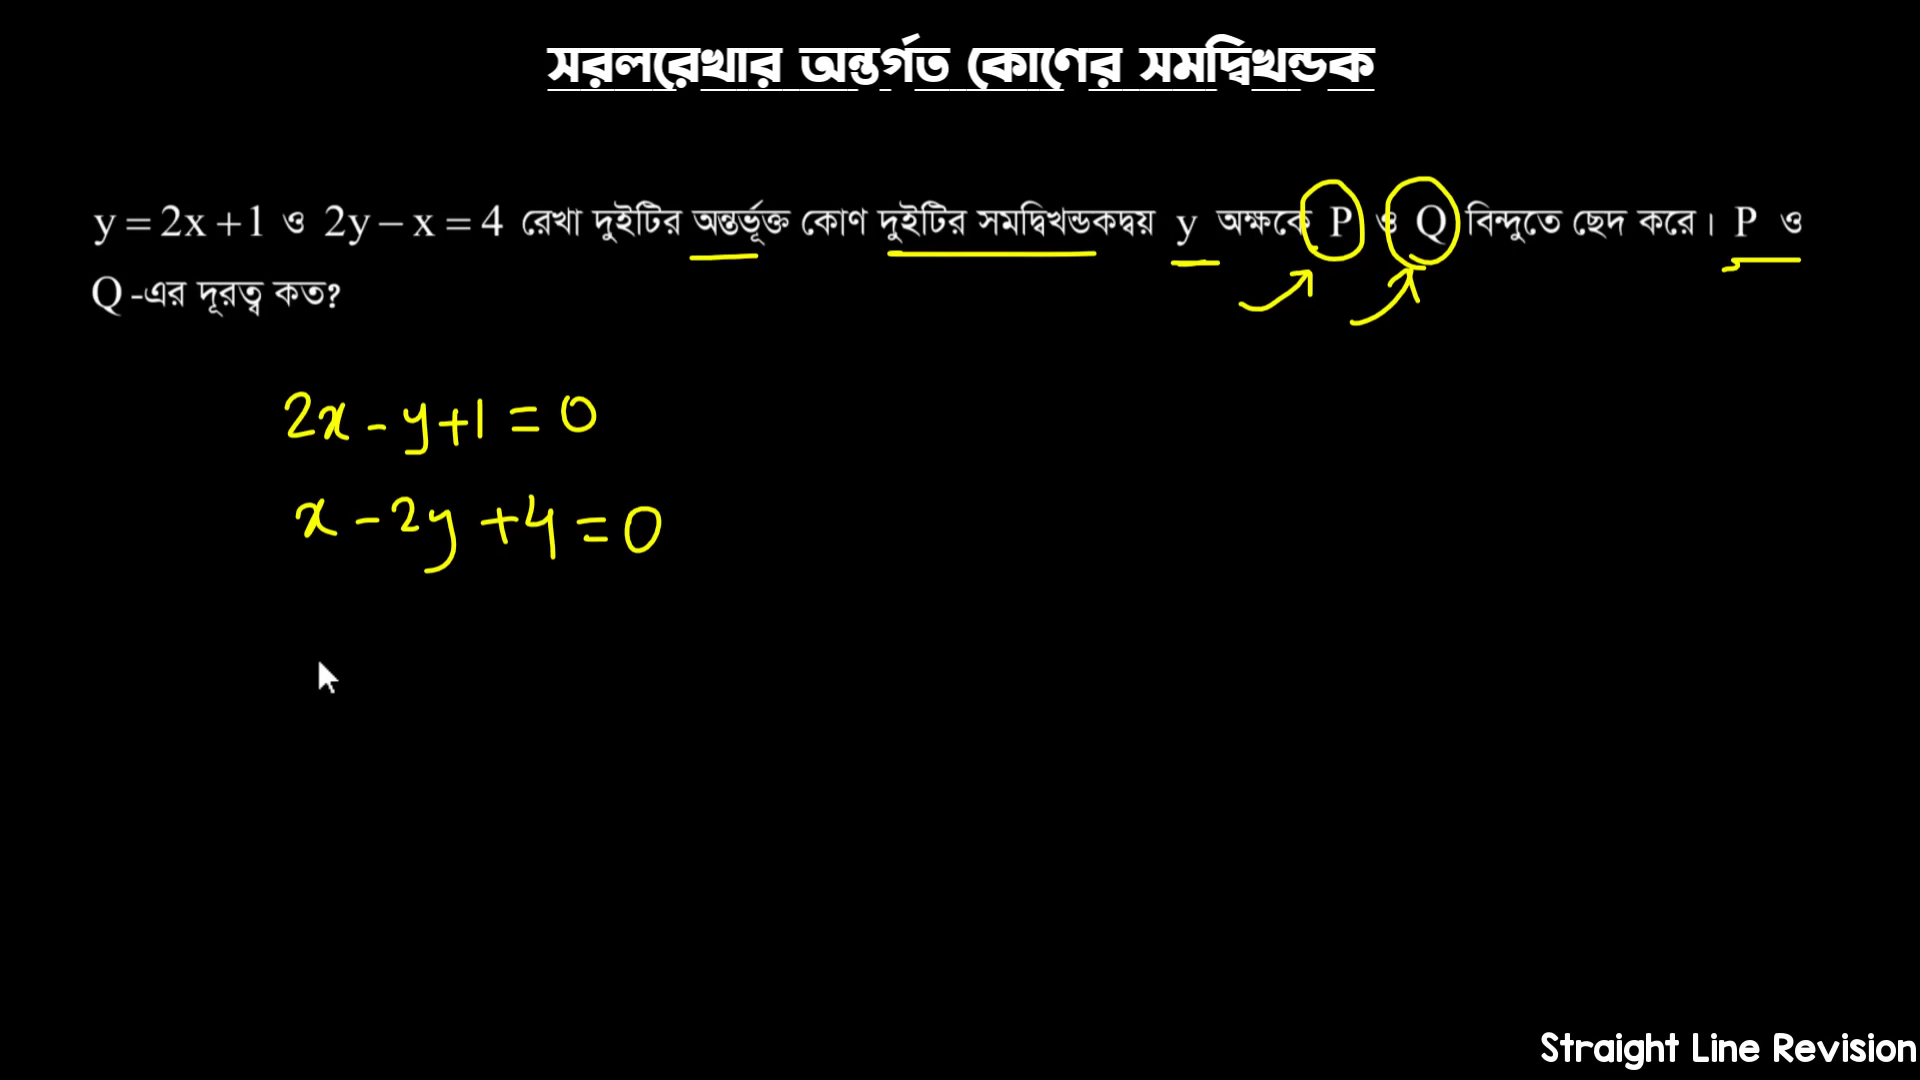 সরলরেখার অন্তর্গত কোণের সমদ্বিখন্ডক
y = 2x + 1 ও 2y − x = 4 রেখা দুইটির অন্তর্ভূক্ত কোণ দুইটির সমদ্বিখন্ডকদ্বয় y অক্ষকে P ও Q বিন্দুতে ছেদ করে। P ও
Q -এর দূরত্ব কত?
2x - y + 1 = 0
x - 2y + 4 = 0
Straight Line Revision